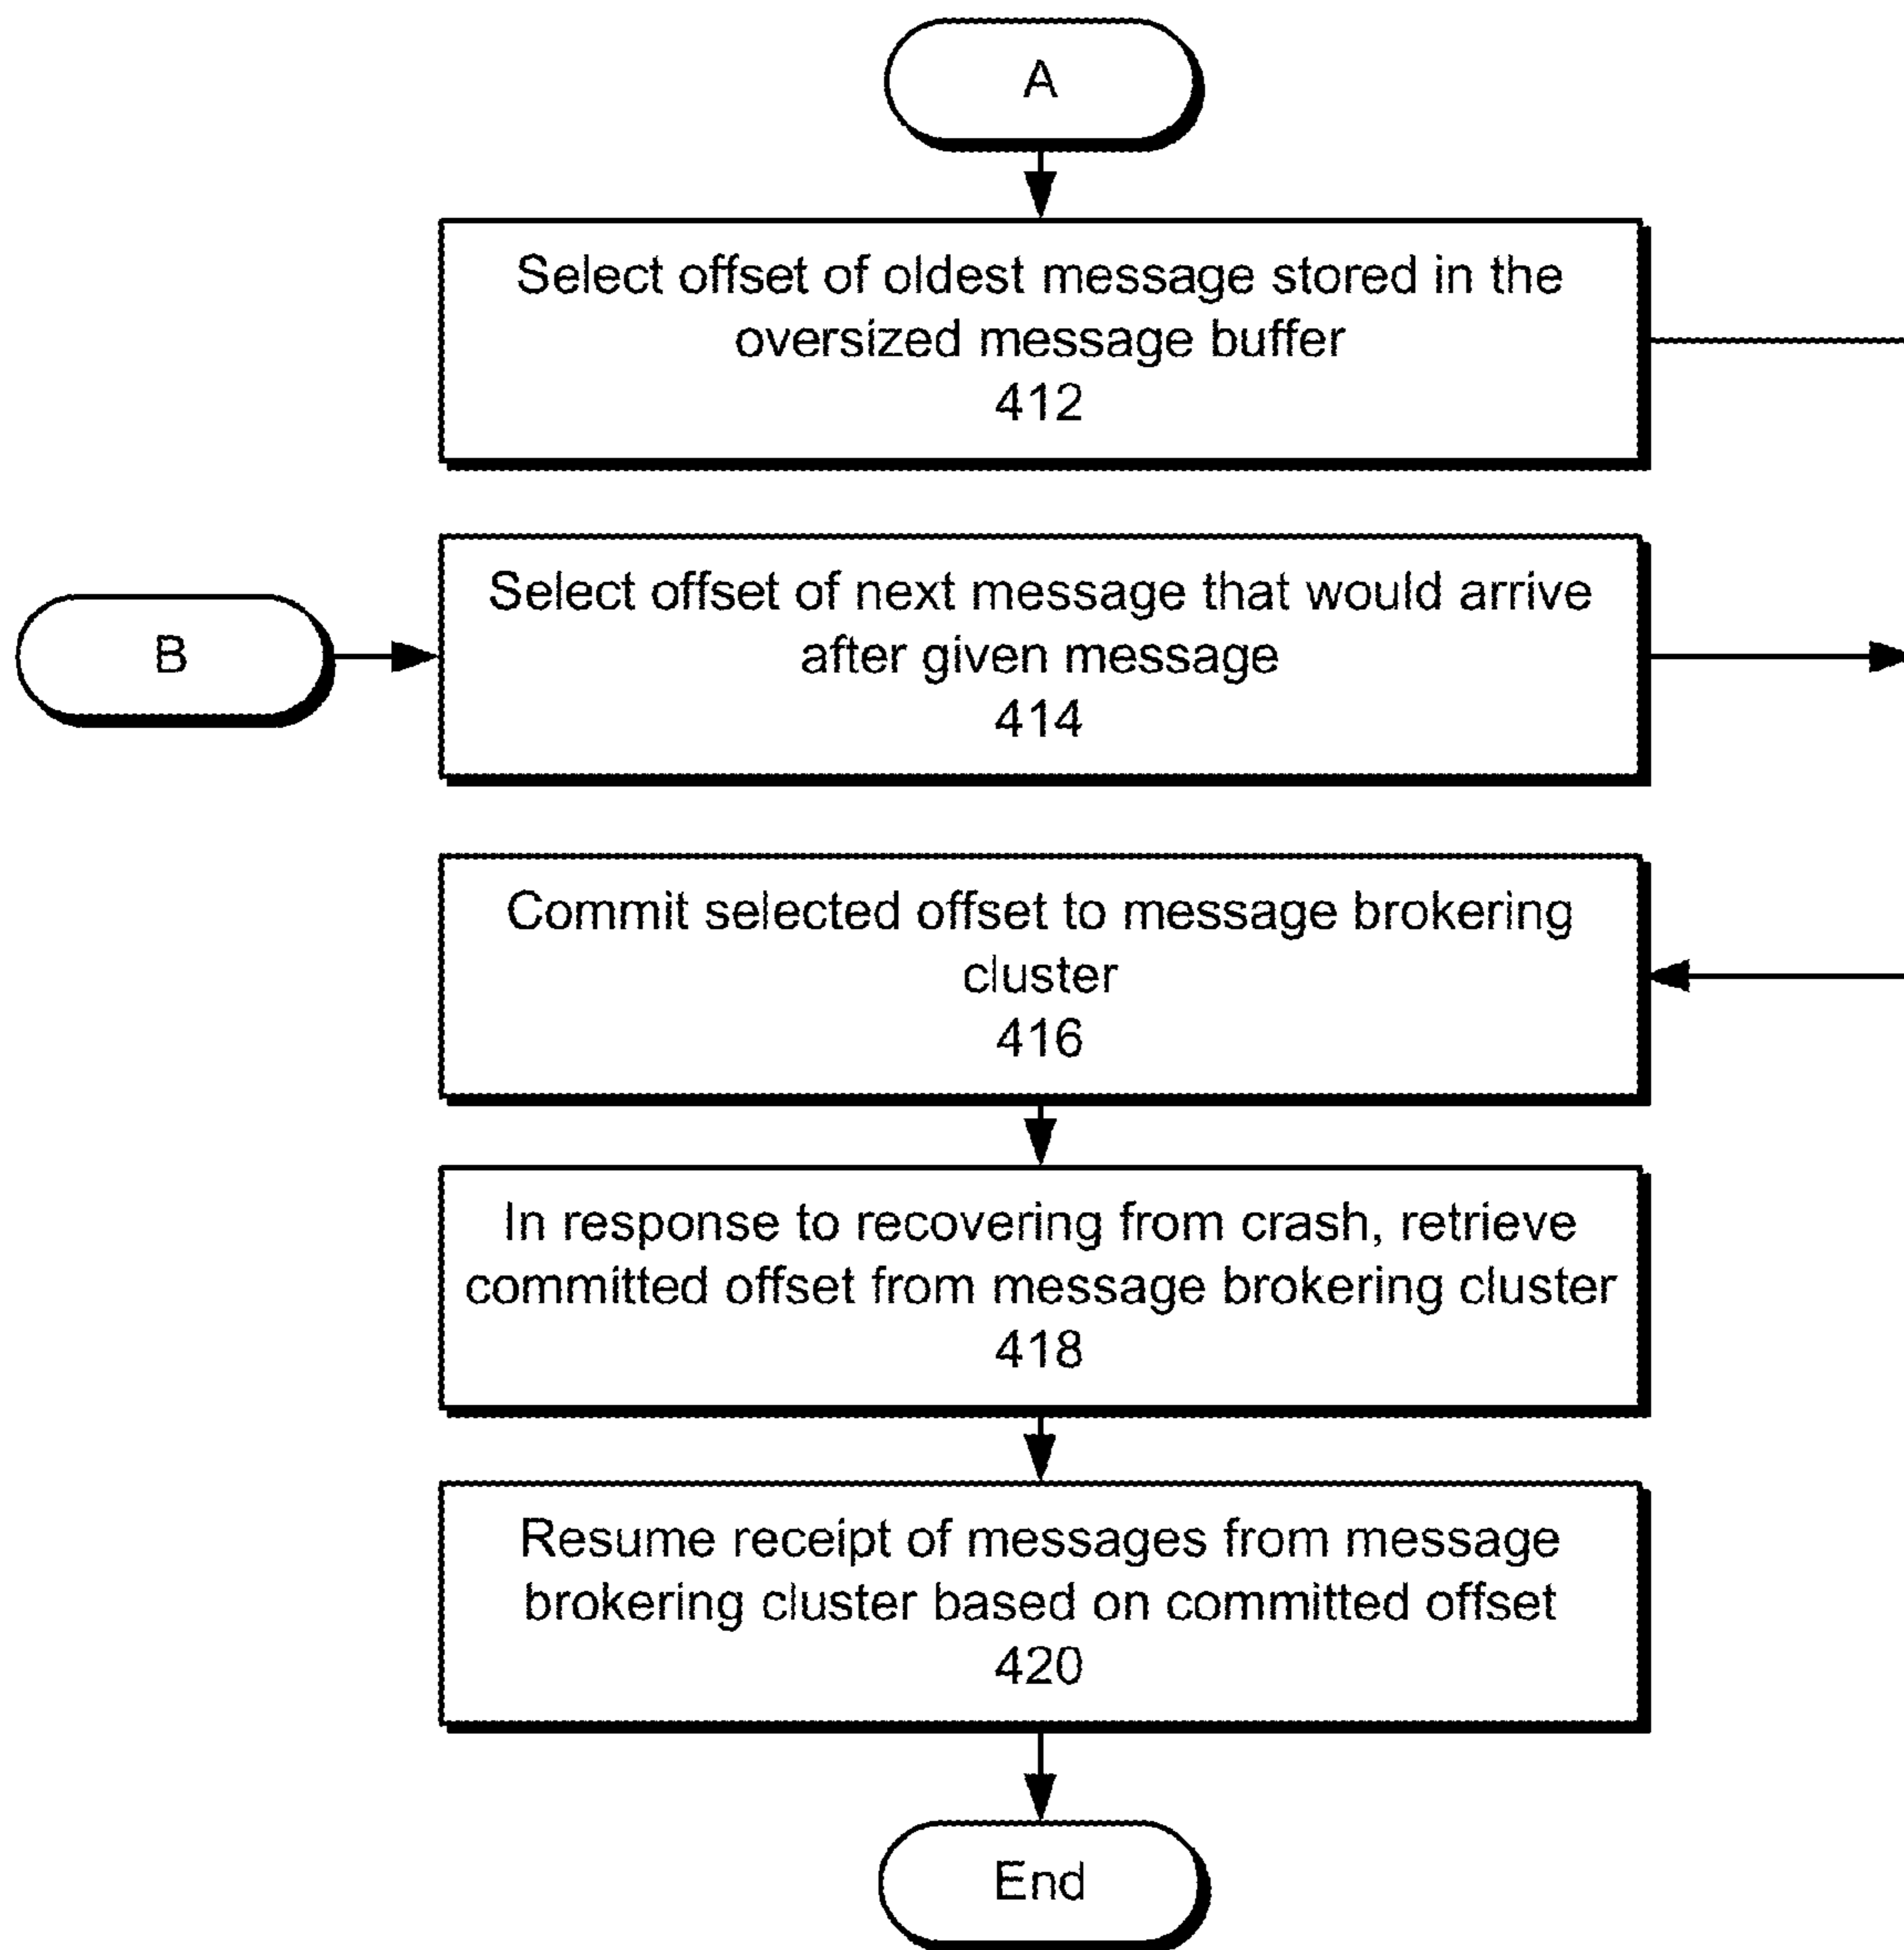 A
Select offset of oldest message stored in the
oversized message buffer
412
Select offset of next message that would arrive
after given message
414
B
Commit selected offset to message brokering
cluster
416
In response to recovering from crash, retrieve
committed offset from message brokering cluster
418
Resume receipt of messages from message
brokering cluster based on committed offset
420
End